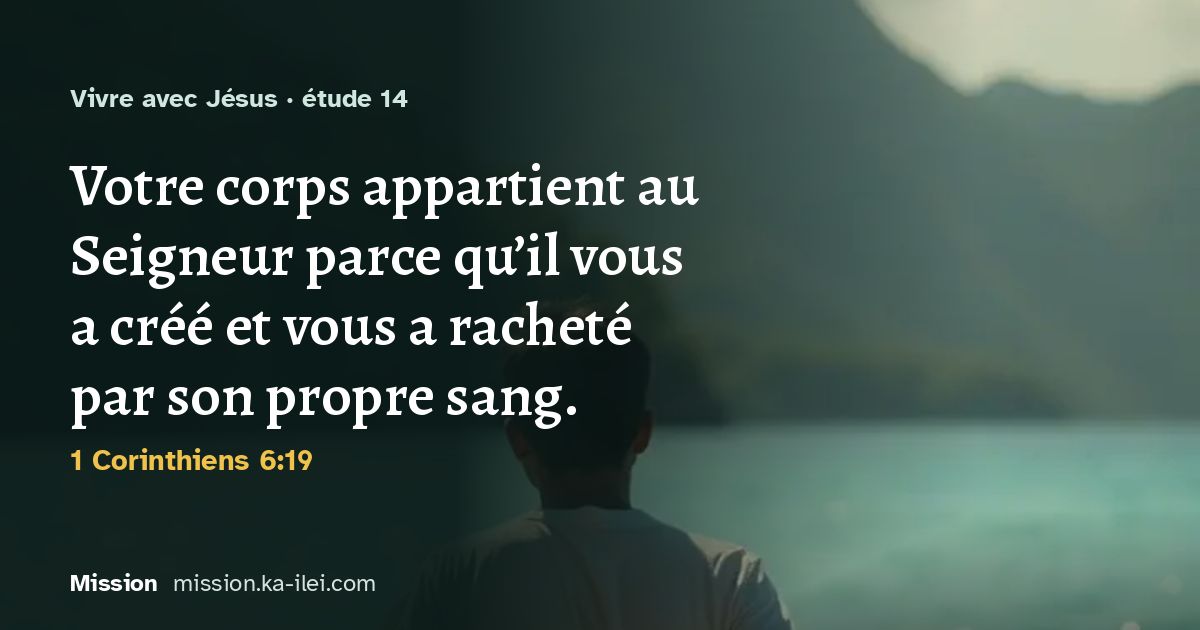 Vivre avec Jésus · étude 14
Votre corps appartient au
Seigneur parce qu’il vous
a créé et vous a racheté
par son propre sang.
1 Corinthiens 6:19
Mission mission.ka-ilei.com